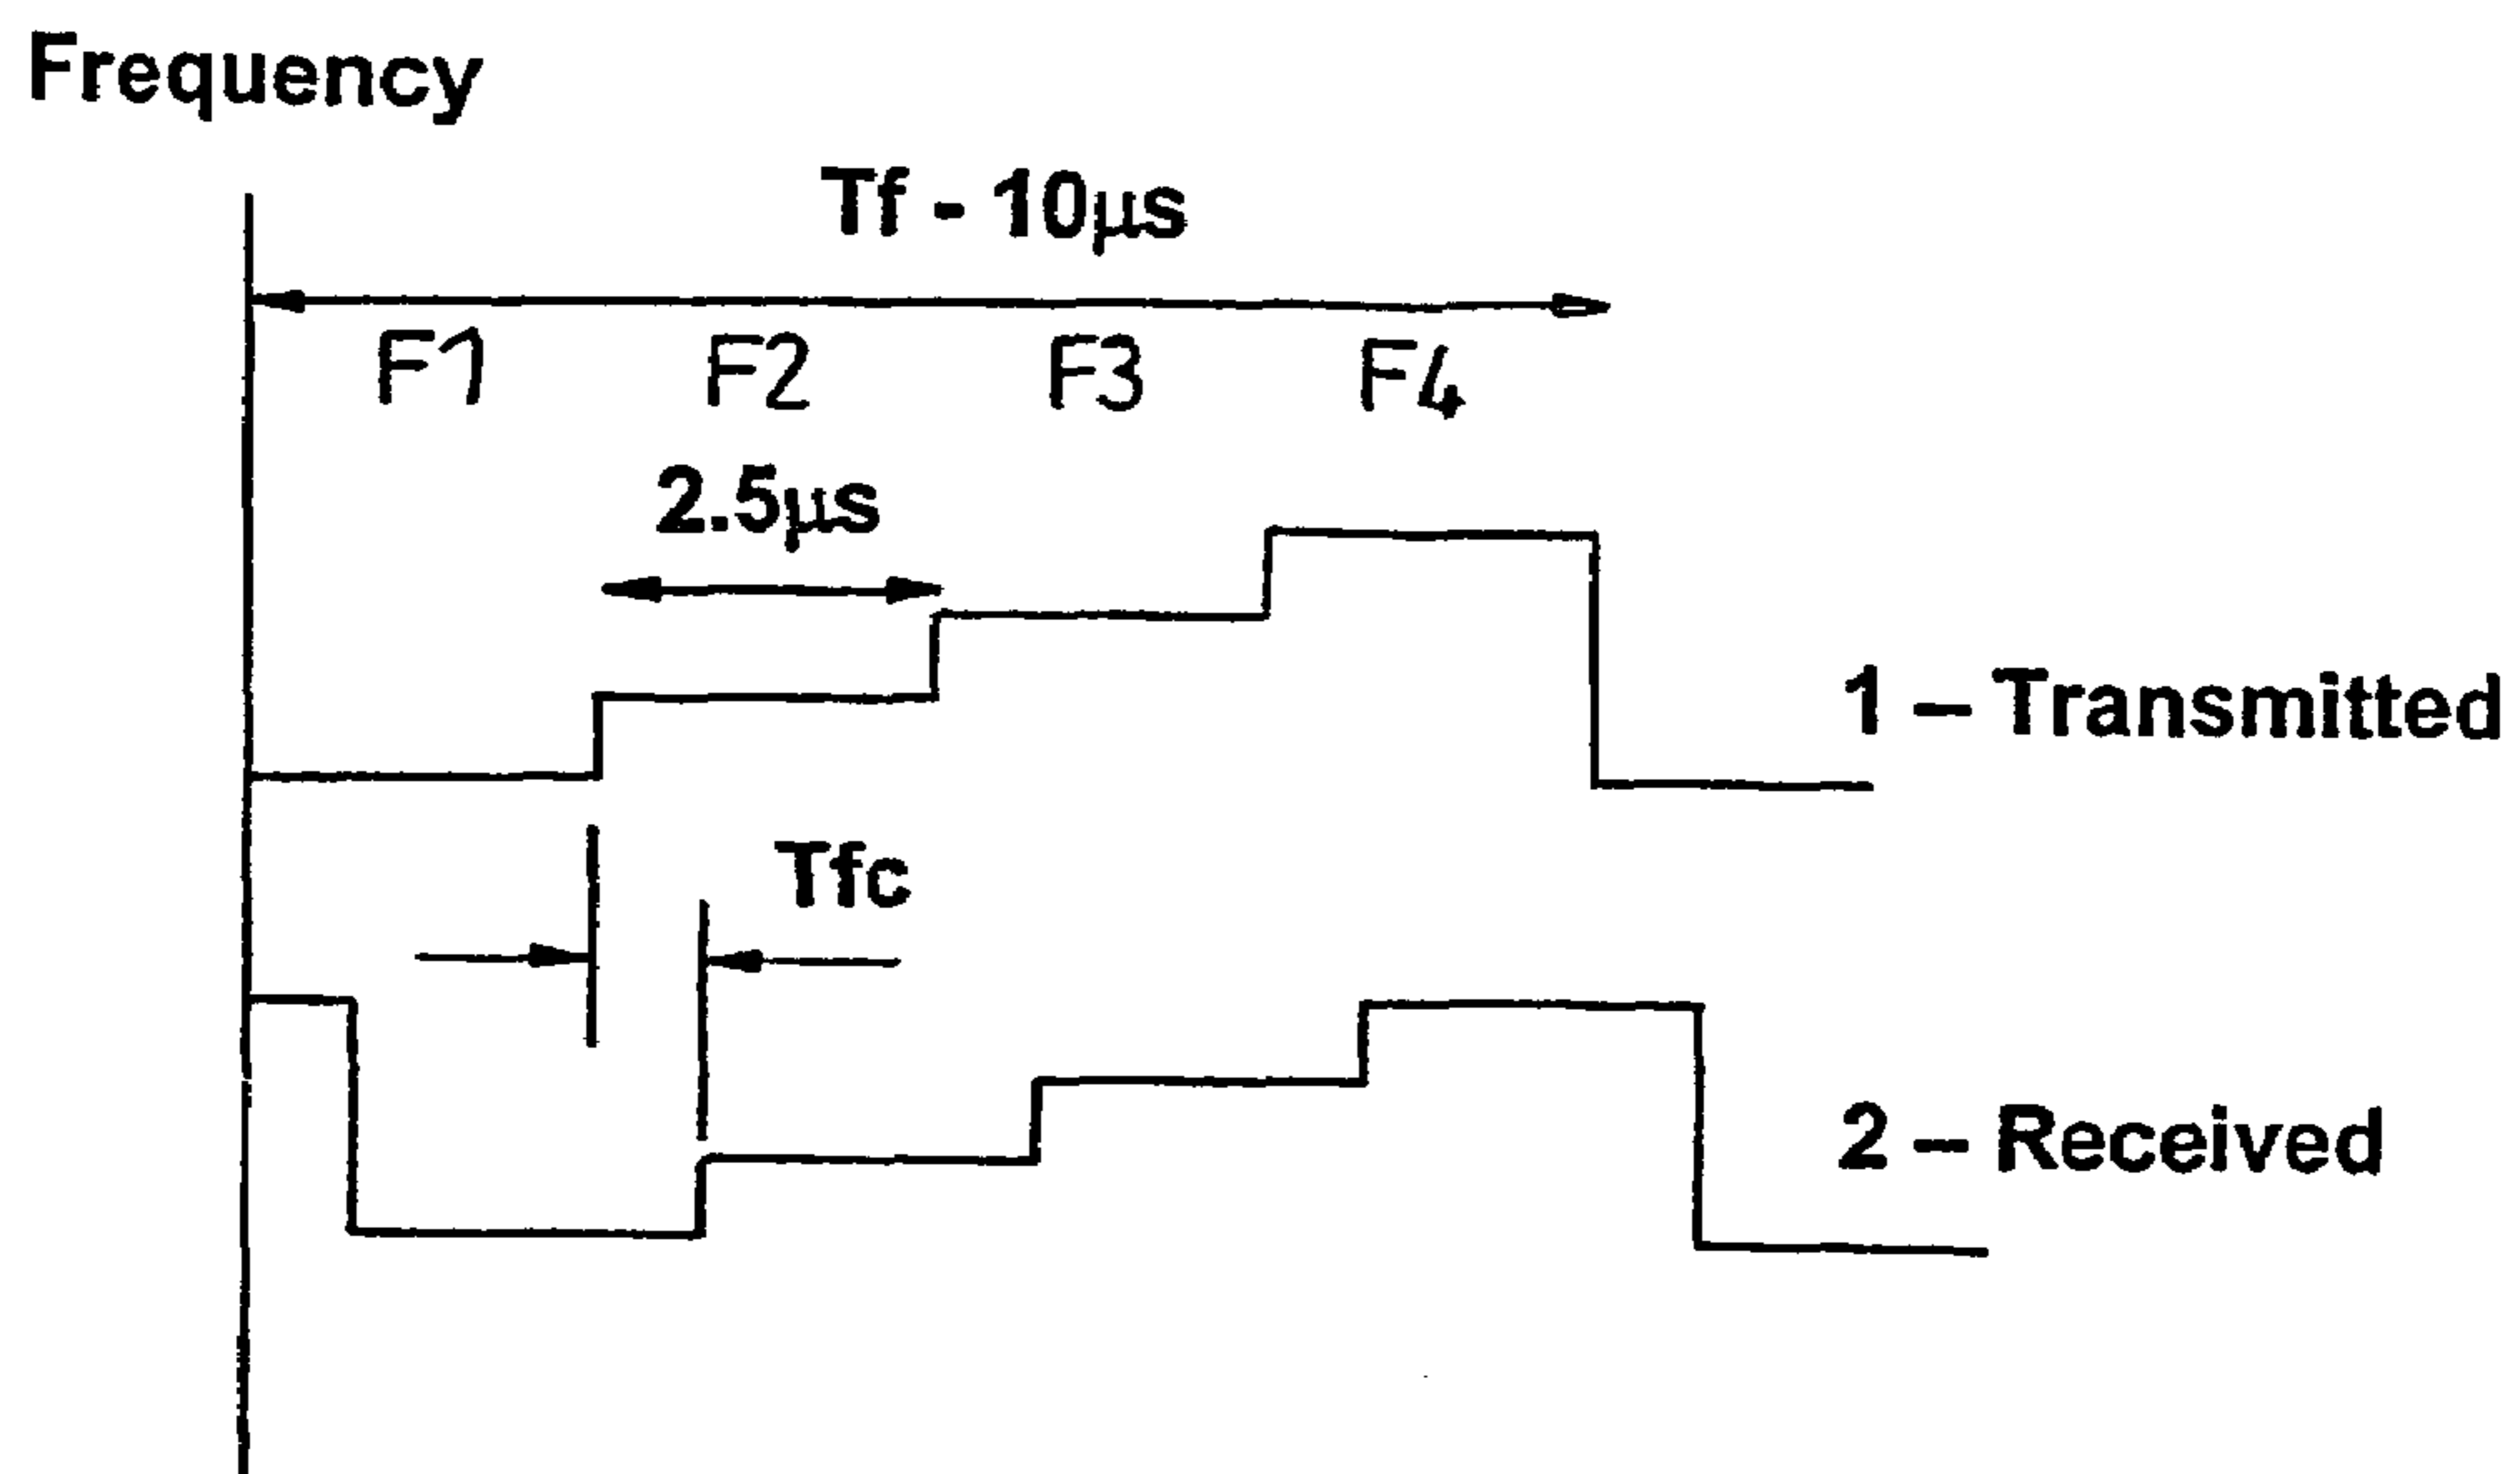 Frequency
Tf - 10µs
F1 F2 F3 F4
2.5µs
1 – Transmitted
Tfc
2 – Received